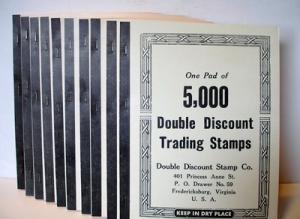 One Pad of
5,000
Double Discount
Trading Stamps
Double Discount Stamp Co.
401 Princess Anne St.
P. O. Drawer No. 59
Fredericksburg, Virginia
U. S. A.
KEEP IN DRY PLACE